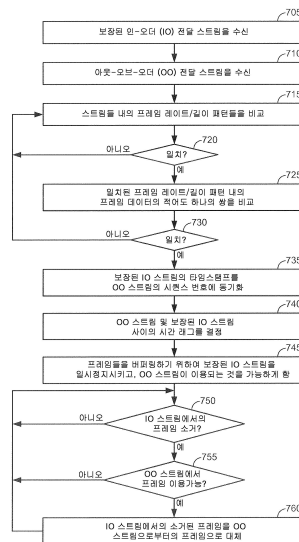 705
보장된 인-오더 (IO) 전달 스트림을 수신
710
아웃-오브-오더 (OO) 전달 스트림을 수신
715
스트림들 내의 프레임 레이트/길이 패턴들을 비교
720
아니오
일치?
예
725
일치된 프레임 레이트/길이 패턴 내의
프레임 데이터의 적어도 하나의 쌍을 비교
730
아니오
일치?
예
735
보장된 IO 스트림의 타임스탬프를
OO 스트림의 시퀀스 번호에 동기화
740
OO 스트림 및 보장된 IO 스트림
사이의 시간 래그를 결정
745
프레임들을 버퍼링하기 위하여 보장된 IO 스트림을
일시정지시키고, OO 스트림이 이용되는 것을 가능하게 함
750
아니오
IO 스트림에서의
프레임 소거?
예
755
아니오
OO 스트림에서
프레임 이용가능?
예
760
IO 스트림에서의 소거된 프레임을 OO
스트림으로부터의 프레임으로 대체